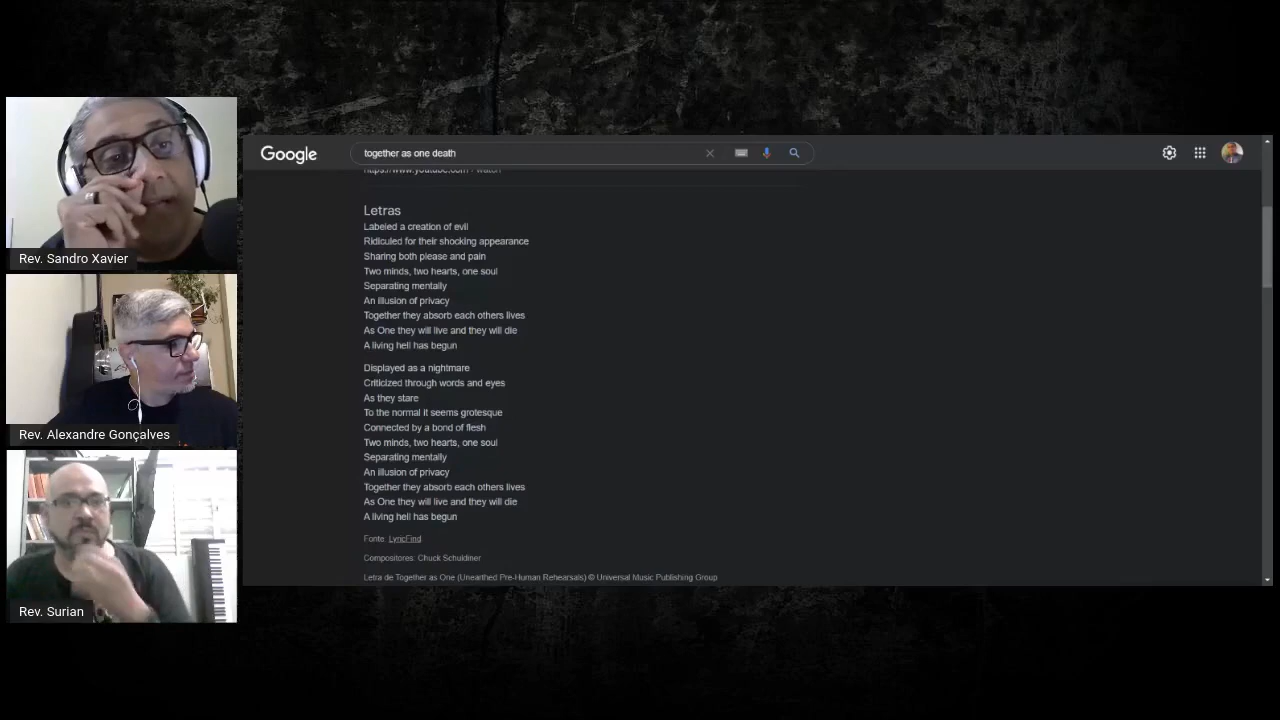 Google
together as one death
https://www.youtube.com › watch
Letras
Labeled a creation of evil
Ridiculed for their shocking appearance
Sharing both please and pain
Two minds, two hearts, one soul
Separating mentally
An illusion of privacy
Together they absorb each others lives
As One they will live and they will die
A living hell has begun
Displayed as a nightmare
Criticized through words and eyes
As they stare
To the normal it seems grotesque
Connected by a bond of flesh
Two minds, two hearts, one soul
Separating mentally
An illusion of privacy
Together they absorb each others lives
As One they will live and they will die
A living hell has begun
Fonte: LyricFind
Compositores: Chuck Schuldiner
Letra de Together as One (Unearthed Pre-Human Rehearsals) © Universal Music Publishing Group
Rev. Sandro Xavier
Rev. Alexandre Gonçalves
Rev. Surian